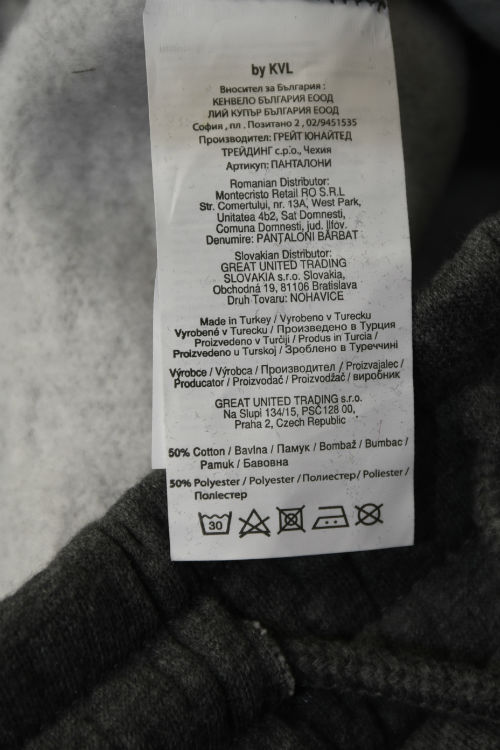 by KVL
Вносител за България :
КЕНВЕЛО БЪЛГАРИЯ ЕООД
ЛИЙ КУПЪР БЪЛГАРИЯ ЕООД
София , пл . Позитано 2 , 02/9451535
Производител: ГРЕЙТ ЮНАЙТЕД
ТРЕЙДИНГ с.р.о., Чехия
Артикул: ПАНТАЛОНИ
Romanian Distributor:
Montecristo Retail RO S.R.L
Str. Comertului, nr. 13A, West Park,
Unitatea 4b2, Sat Domnesti,
Comuna Domnesti, jud. Ilfov.
Denumire: PANȚALONI BĂRBAT
Slovakian Distributor:
GREAT UNITED TRADING
SLOVAKIA s.r.o. Slovakia,
Obchodná 19, 81106 Bratislava
Druh Tovaru: NOHAVICE
Made in Turkey / Vyrobeno v Turecku
Vyrobené v Turecku / Произведено в Турция
Proizvedeno v Turčiji / Produs in Turcia /
Proizvedeno u Turskoj / Зроблено в Туреччині
Výrobce / Výrobca / Производител / Proizvajalec /
Producator / Proizvodač / Proizvodžač / виробник
GREAT UNITED TRADING s.r.o.
Na Slupi 134/15, PSČ128 00,
Praha 2, Czech Republic
50% Cotton / Bavlna / Памук / Bombaž / Bumbac /
Pamuk / Бавовна
50% Polyester / Polyester / Полиестер/ Poliester /
Поліестер
30